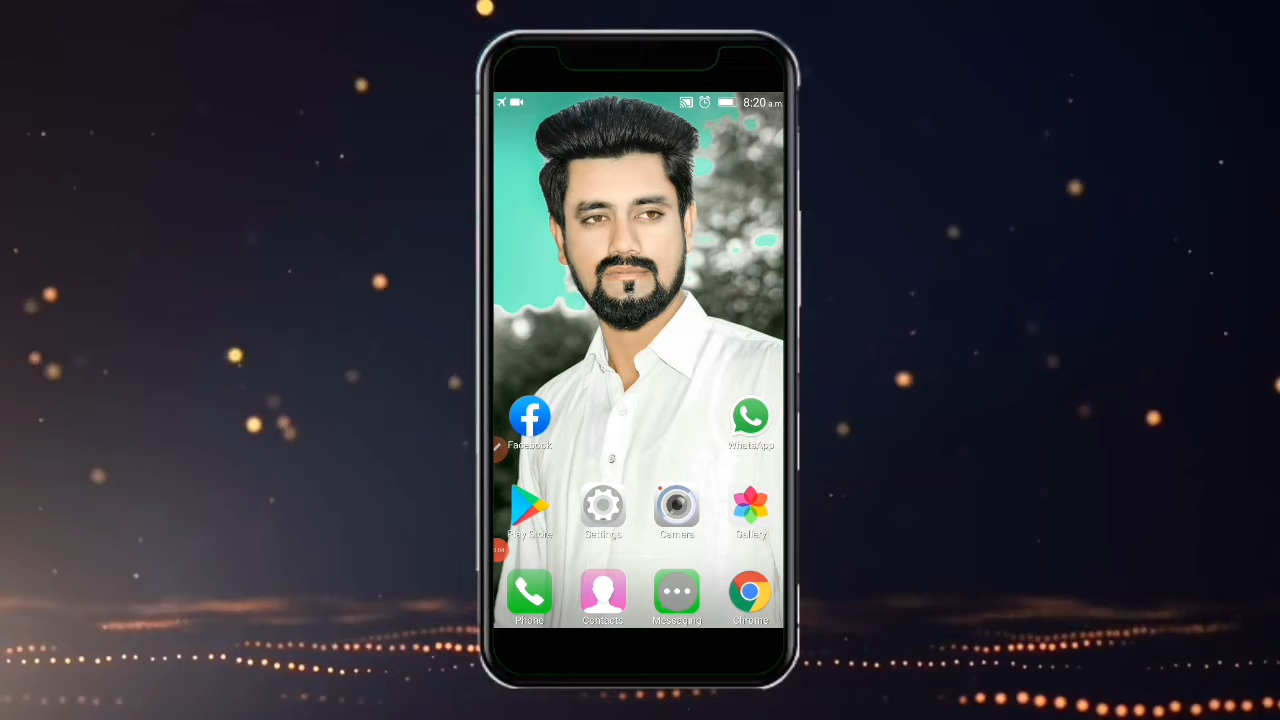 8:20 a.m.
Facebook
WhatsApp
Play Store
Settings
Camera
Gallery
Phone
Contacts
Messaging
Chrome